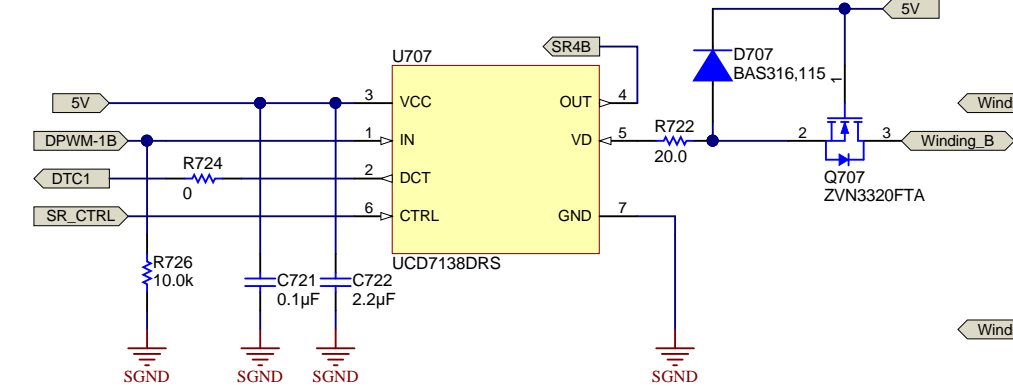 5V
SR4B
U707
D707
BAS316,115
1
5V
3
VCC
OUT
4
Wind
DPWM-1B
1
IN
VD
5
R722
20.0
2
3
Winding_B
DTC1
R724
0
2
DCT
Q707
ZVN3320FTA
SR_CTRL
6
CTRL
GND
7
UCD7138DRS
R726
10.0k
C721
0.1µF
C722
2.2µF
Wind
SGND
SGND
SGND
SGND